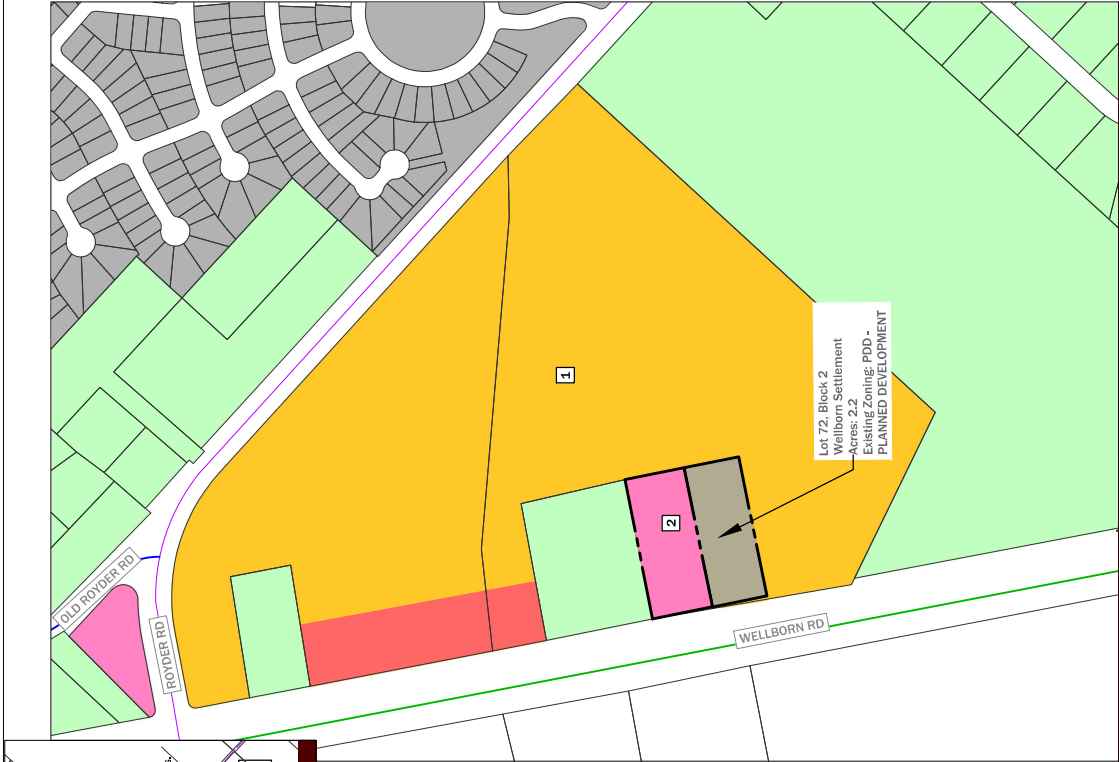 OLD ROYDER RD
ROYDER RD
1
2
Lot 72, Block 2
Wellborn Settlement
Acres: 2.2
Existing Zoning: PDD -
PLANNED DEVELOPMENT
WELLBORN RD